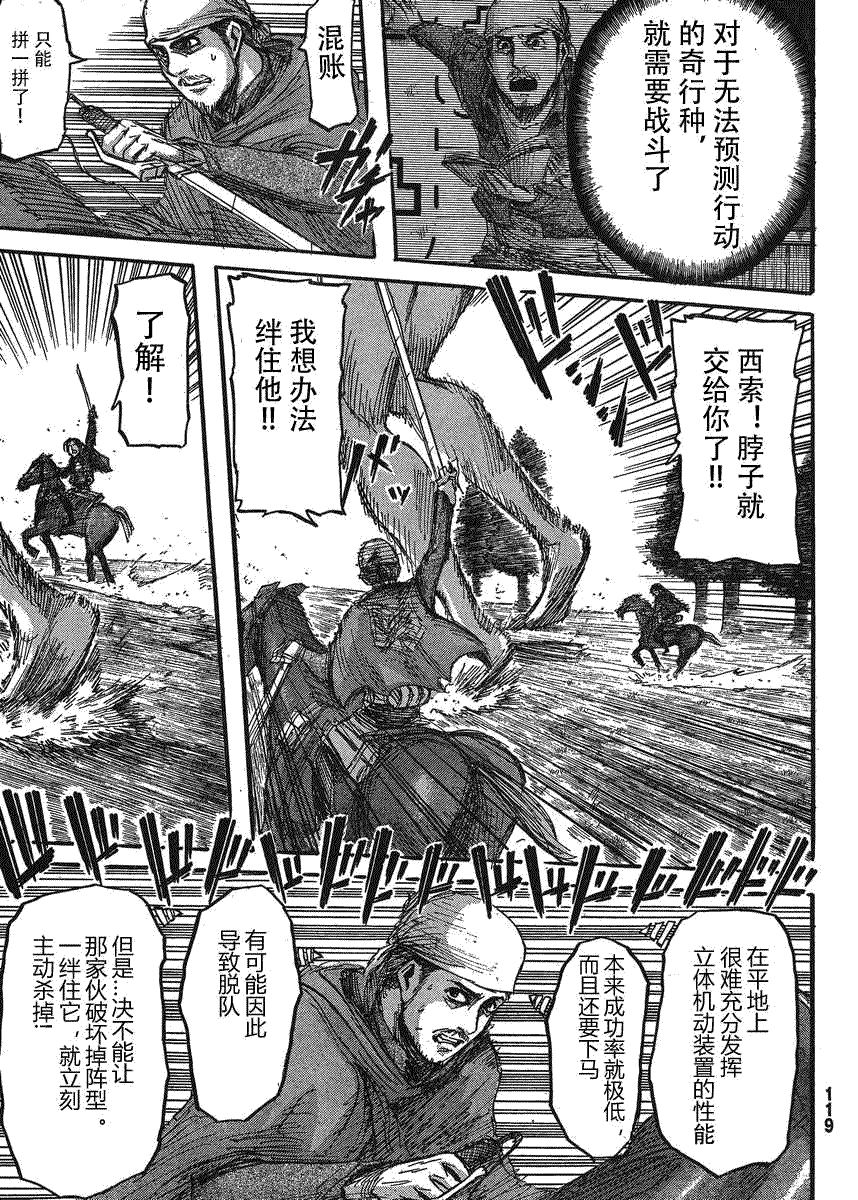 对于无法预测行动
的奇行种，
就需要战斗了
混账
ガチャ
只能
拼一拼了！
西索！脖子就
交给你了!!
我想办法
绊住他!!
了解！
在平地上
很难充分发挥
立体机动装置的性能
本来成功率就极低，
而且还要下马
有可能因此
导致脱队
但是…决不能让
那家伙破坏掉阵型。
一绊住它，就立刻
主动杀掉!
119